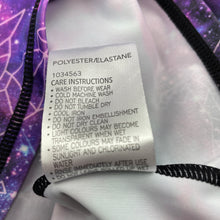 POLYESTER/ELASTANE
1034563
CARE INSTRUCTIONS
• WASH BEFORE WEAR
• COLD MACHINE WASH
• DO NOT BLEACH
• DO NOT TUMBLE DRY
• COOL IRON
• DO NOT IRON EMBELLISHMENT
• DO NOT DRY CLEAN
• LIGHT COLOURS MAY BECOME
TRANSPARENT WHEN WET
• SOME COLOURS MAY FADE IN
SUNLIGHT AND CHLORINATED
WATER
IMMEDIATELY AFTER